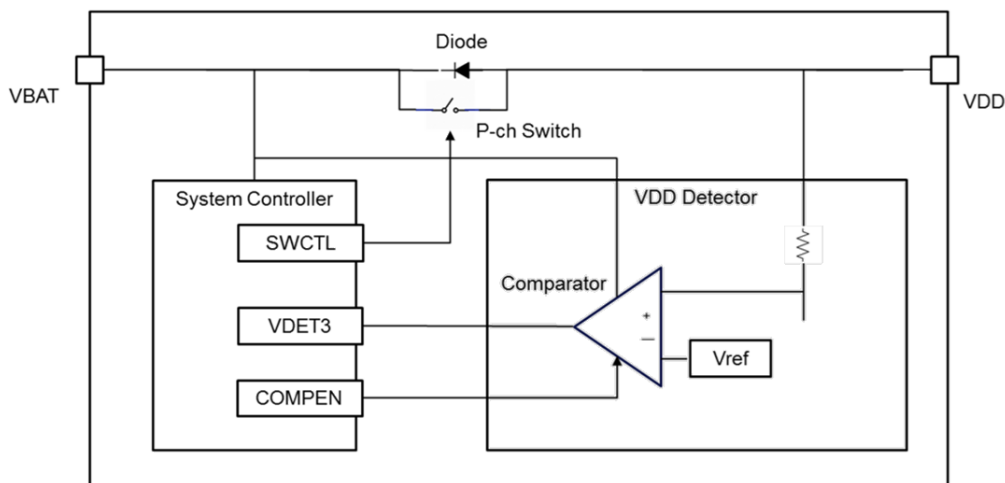 Diode
VBAT
VDD
P-ch Switch
System Controller
VDD Detector
SWCTL
Comparator
+
VDET3
—
Vref
COMPEN